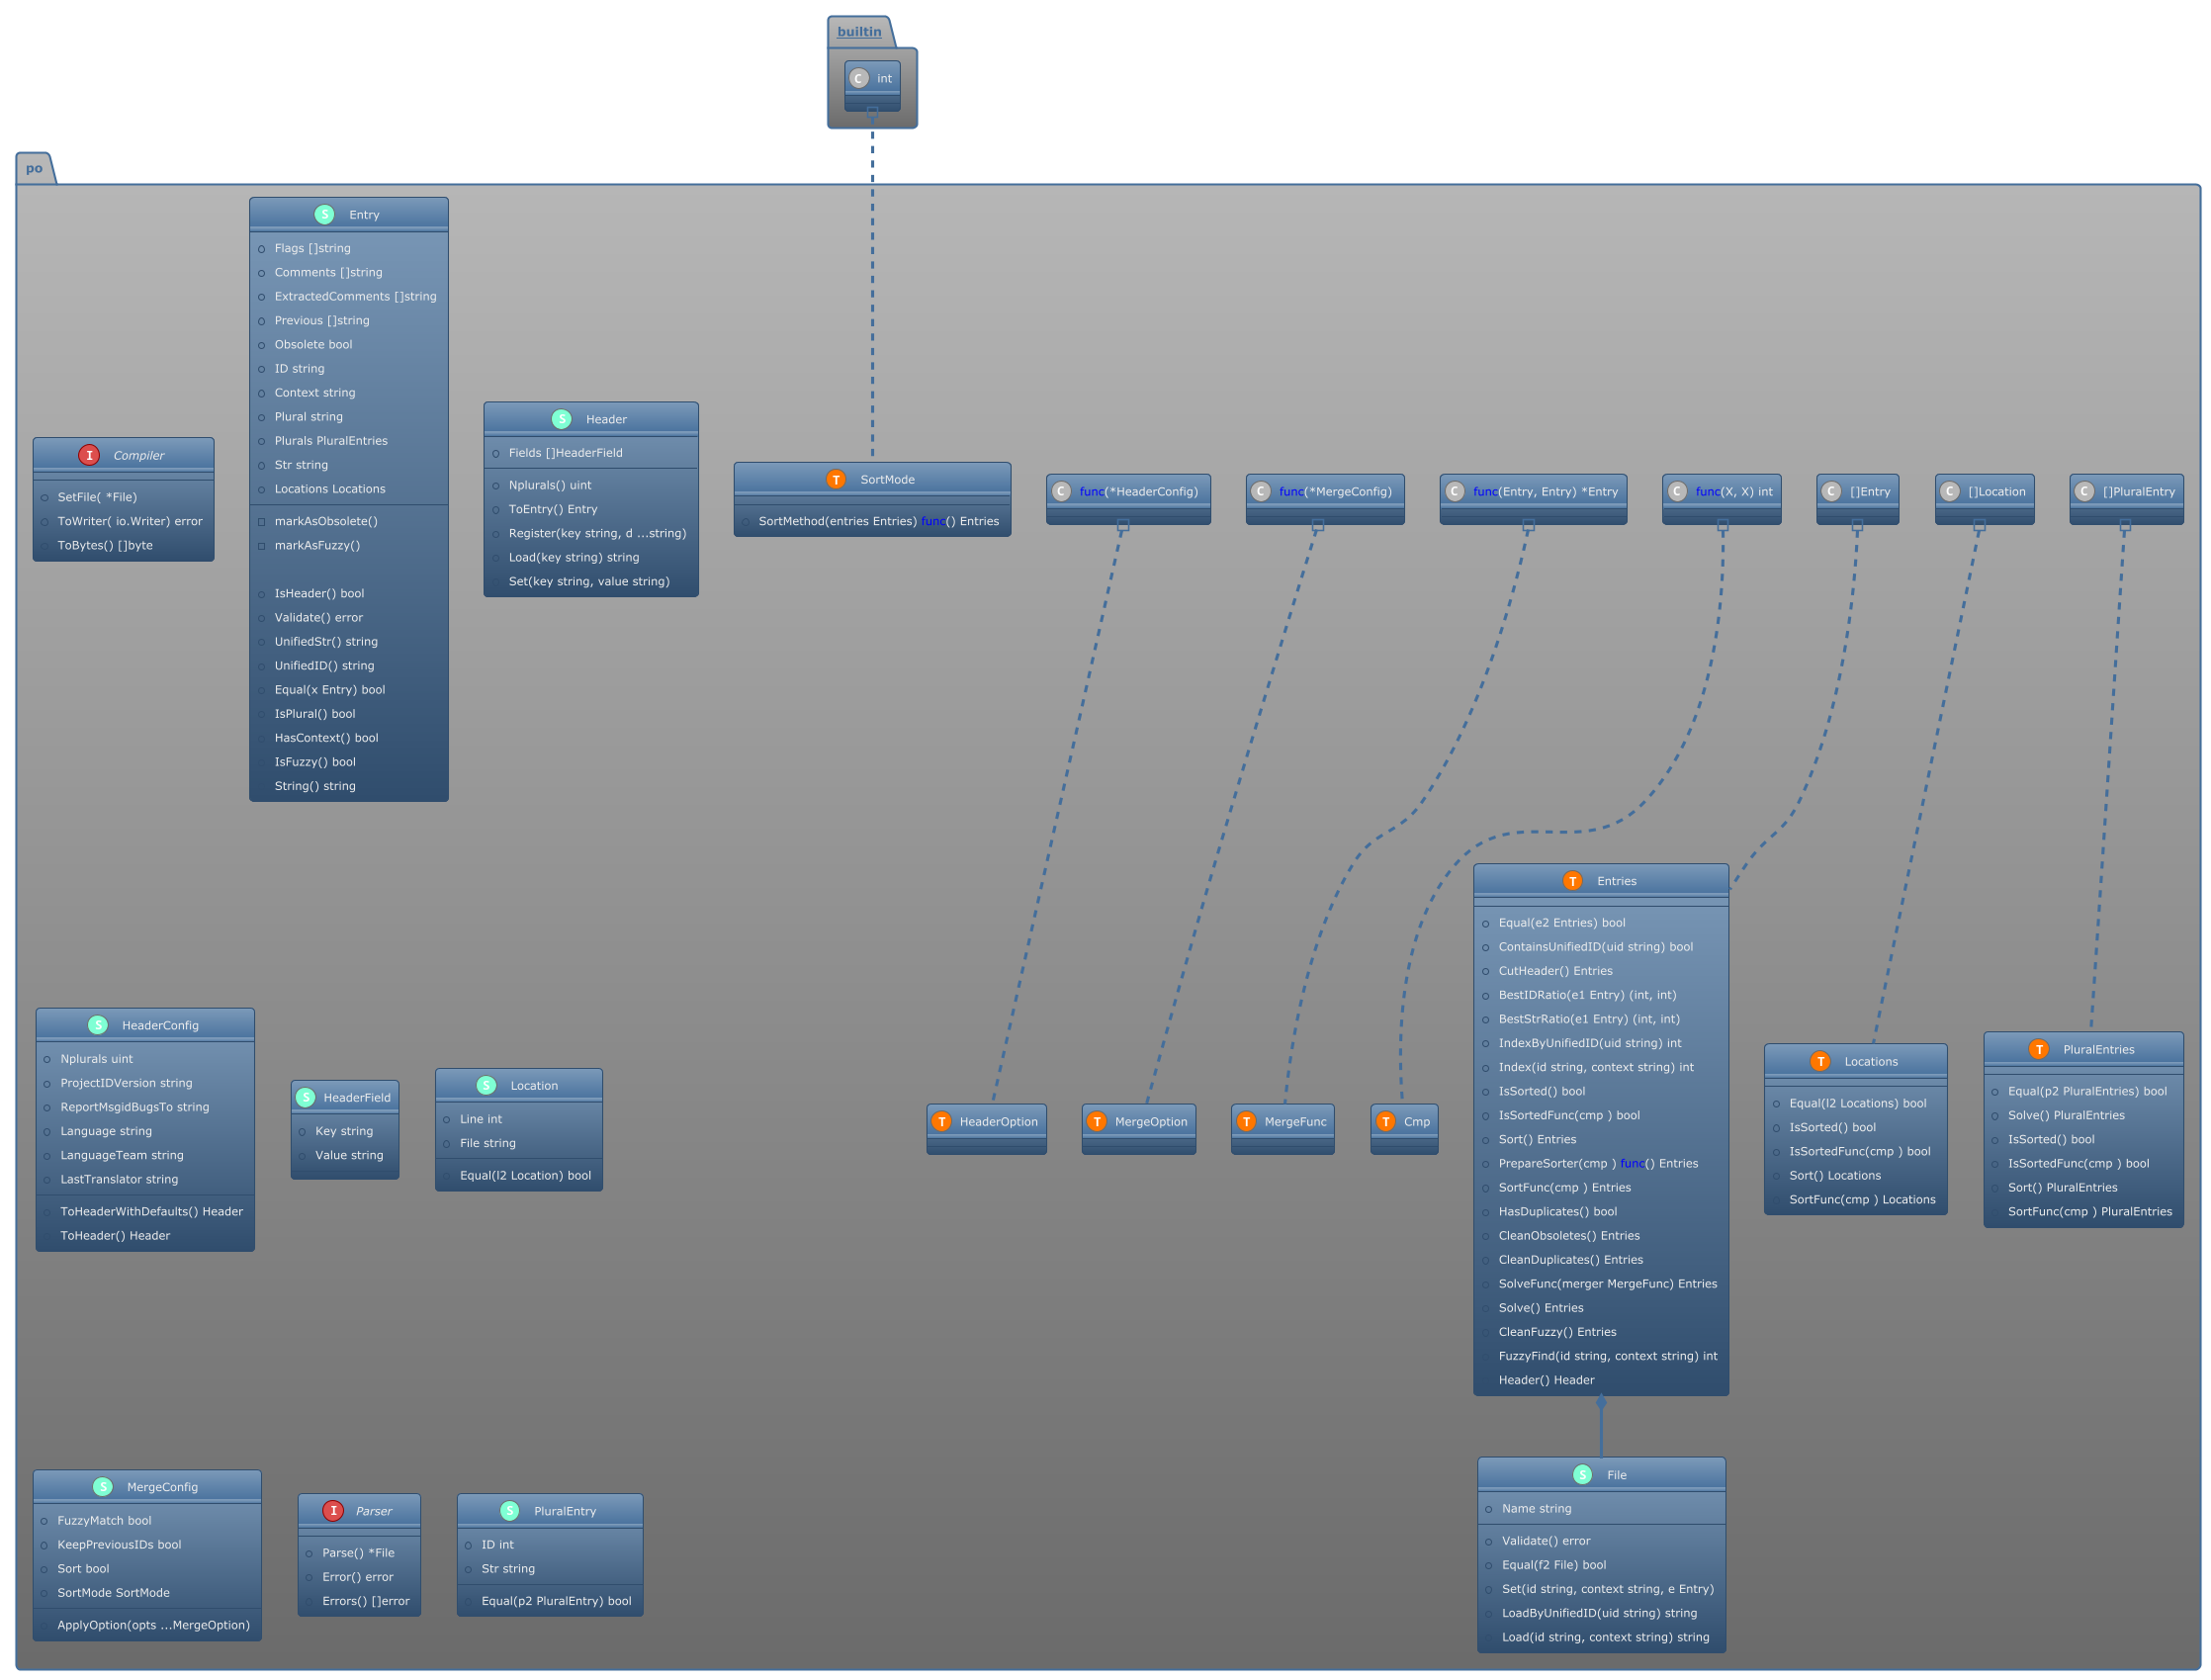 builtin
C int
po
S Entry
Flags []string
Comments []string
ExtractedComments []string
Previous []string
Obsolete bool
ID string
Context string
Plural string
Plurals PluralEntries
Str string
Locations Locations
markAsObsolete()
markAsFuzzy()
IsHeader() bool
Validate() error
UnifiedStr() string
UnifiedID() string
Equal(x Entry) bool
IsPlural() bool
HasContext() bool
IsFuzzy() bool
String() string
I Compiler
SetFile( *File)
ToWriter( io.Writer) error
ToBytes() []byte
S Header
Fields []HeaderField
Nplurals() uint
ToEntry() Entry
Register(key string, d ...string)
Load(key string) string
Set(key string, value string)
T SortMode
SortMethod(entries Entries) func() Entries
C func(*HeaderConfig)
C func(*MergeConfig)
C func(Entry, Entry) *Entry
C func(X, X) int
C []Entry
C []Location
C []PluralEntry
S HeaderConfig
Nplurals uint
ProjectIDVersion string
ReportMsgidBugsTo string
Language string
LanguageTeam string
LastTranslator string
ToHeaderWithDefaults() Header
ToHeader() Header
S HeaderField
Key string
Value string
S Location
Line int
File string
Equal(l2 Location) bool
T HeaderOption
T MergeOption
T MergeFunc
T Cmp
T Entries
Equal(e2 Entries) bool
ContainsUnifiedID(uid string) bool
CutHeader() Entries
BestIDRatio(e1 Entry) (int, int)
BestStrRatio(e1 Entry) (int, int)
IndexByUnifiedID(uid string) int
Index(id string, context string) int
IsSorted() bool
IsSortedFunc(cmp ) bool
Sort() Entries
PrepareSorter(cmp ) func() Entries
SortFunc(cmp ) Entries
HasDuplicates() bool
CleanObsoletes() Entries
CleanDuplicates() Entries
SolveFunc(merger MergeFunc) Entries
Solve() Entries
CleanFuzzy() Entries
FuzzyFind(id string, context string) int
Header() Header
T Locations
Equal(l2 Locations) bool
IsSorted() bool
IsSortedFunc(cmp ) bool
Sort() Locations
SortFunc(cmp ) Locations
T PluralEntries
Equal(p2 PluralEntries) bool
Solve() PluralEntries
IsSorted() bool
IsSortedFunc(cmp ) bool
Sort() PluralEntries
SortFunc(cmp ) PluralEntries
S MergeConfig
FuzzyMatch bool
KeepPreviousIDs bool
Sort bool
SortMode SortMode
ApplyOption(opts ...MergeOption)
I Parser
Parse() *File
Error() error
Errors() []error
S PluralEntry
ID int
Str string
Equal(p2 PluralEntry) bool
S File
Name string
Validate() error
Equal(f2 File) bool
Set(id string, context string, e Entry)
LoadByUnifiedID(uid string) string
Load(id string, context string) string